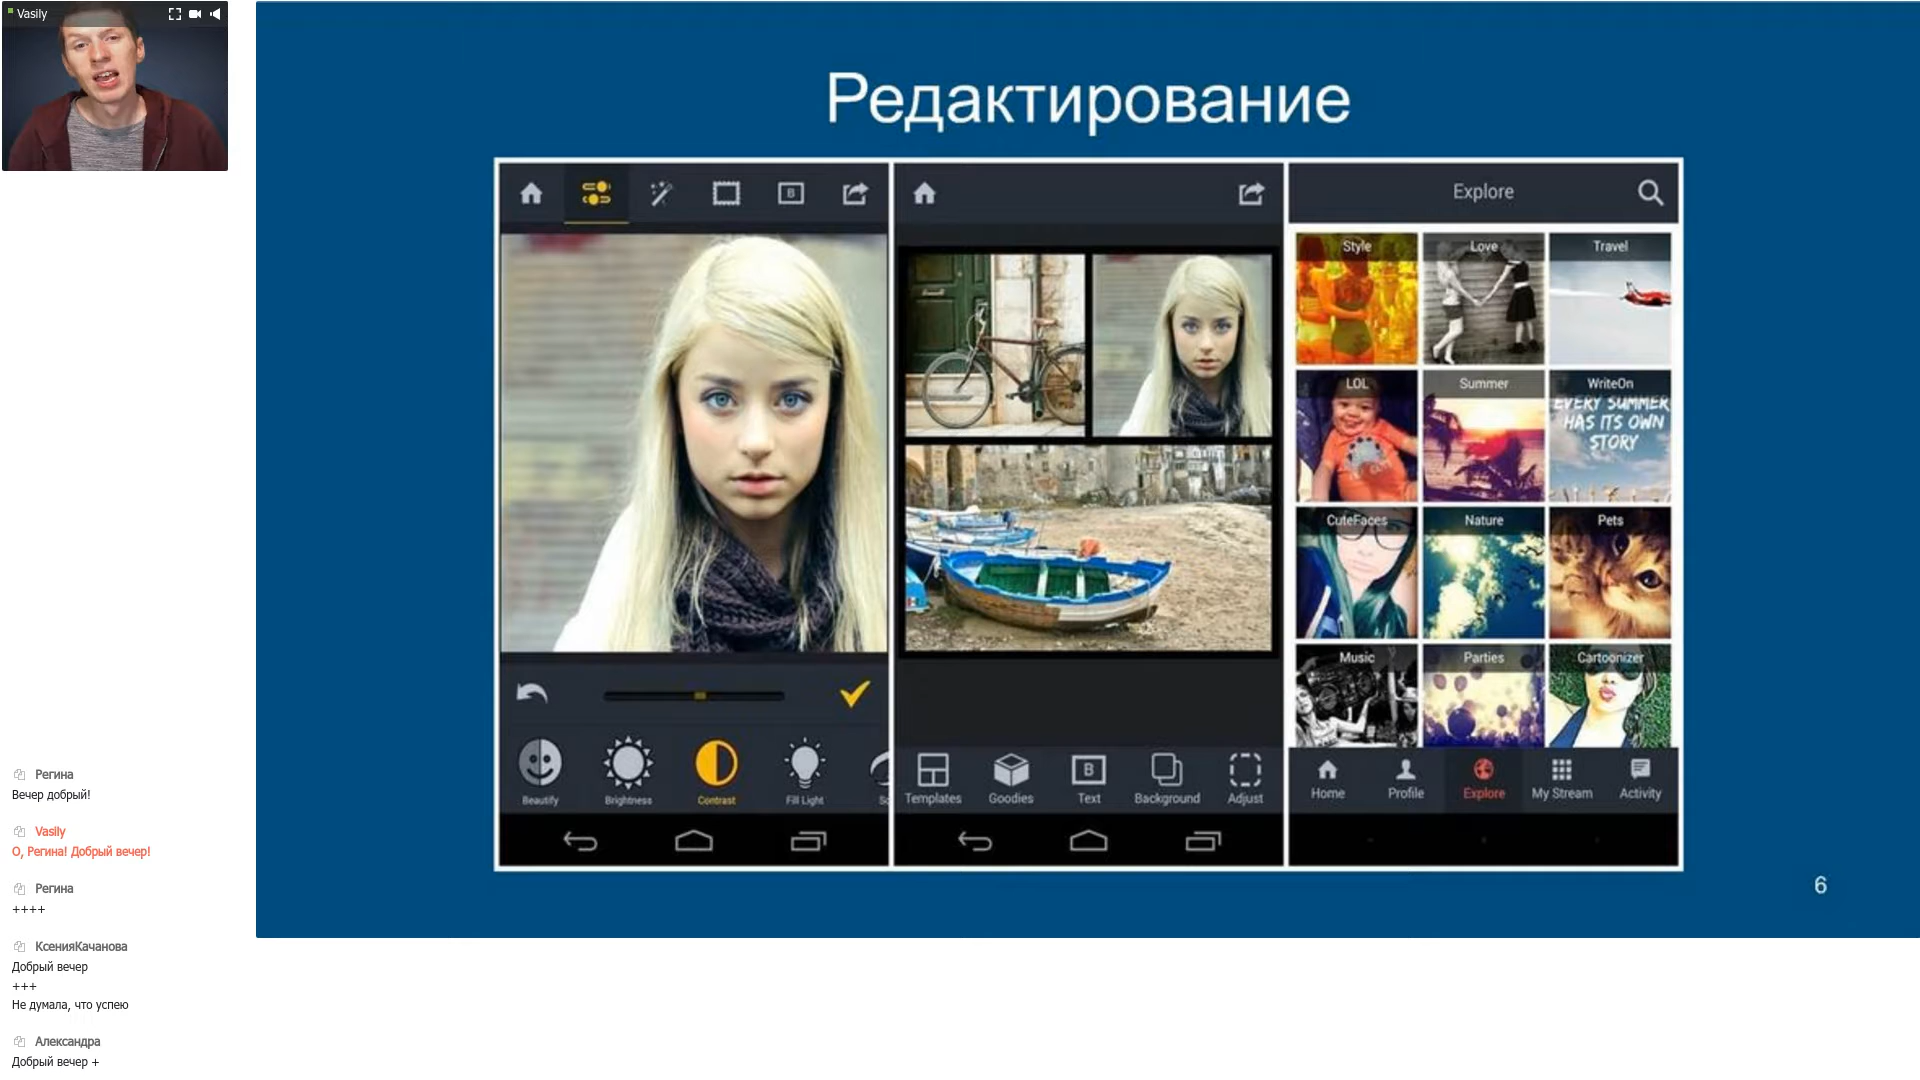 Vasily
Редактирование
B
Beautify
Brightness
Contrast
Fill Light
Templates
Goodies
B
Text
Background
Adjust
Explore
Style
Love
Travel
LOL
Summer
WriteOn
EVERY SUMMER
HAS ITS OWN
STORY
CuteFaces
Nature
Pets
Music
Parties
Cartoonizer
Home
Profile
Explore
My Stream
Activity
6
Регина
Вечер добрый!
Vasily
О, Регина! Добрый вечер!
Регина
++++
КсенияКачанова
Добрый вечер
+++
Не думала, что успею
Александра
Добрый вечер +